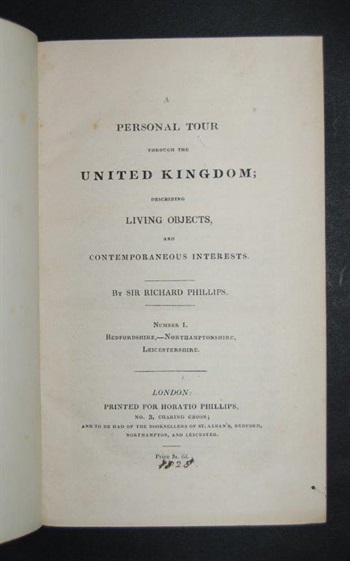 A
PERSONAL TOUR
THROUGH THE
UNITED KINGDOM;
DESCRIBING
LIVING OBJECTS,
AND
CONTEMPORANEOUS INTERESTS.
BY SIR RICHARD PHILLIPS.
NUMBER I.
BEDFORDSHIRE,—NORTHAMPTONSHIRE,
LEICESTERSHIRE.
LONDON:
PRINTED FOR HORATIO PHILLIPS,
NO. 3, CHARING CROSS;
AND TO BE HAD OF THE BOOKSELLERS OF ST. ALBAN'S, BEDFORD,
NORTHAMPTON, AND LEICESTER.
Price 3s. 6d.
1828